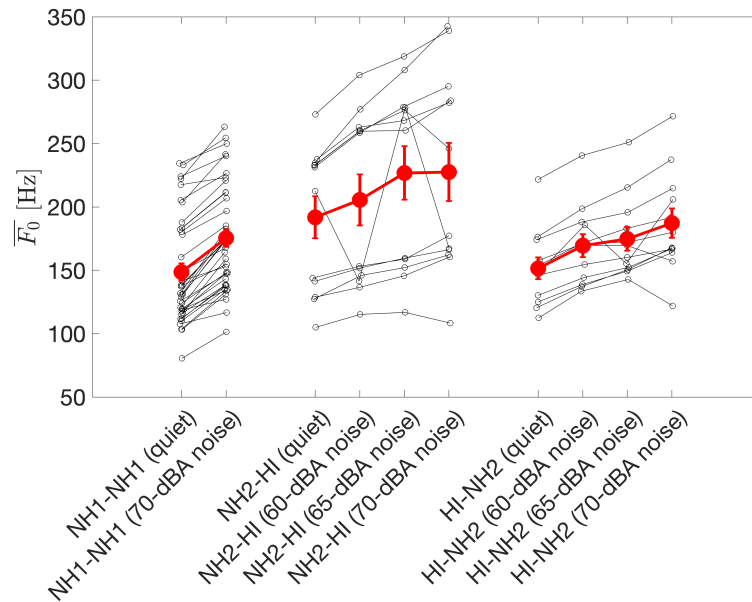 350
300
250
200
150
100
50
F̅₀ [Hz]
NH1-NH1 (quiet)
NH1-NH1 (70-dBA noise)
NH2-HI (quiet)
NH2-HI (60-dBA noise)
NH2-HI (65-dBA noise)
NH2-HI (70-dBA noise)
HI-NH2 (quiet)
HI-NH2 (60-dBA noise)
HI-NH2 (65-dBA noise)
HI-NH2 (70-dBA noise)